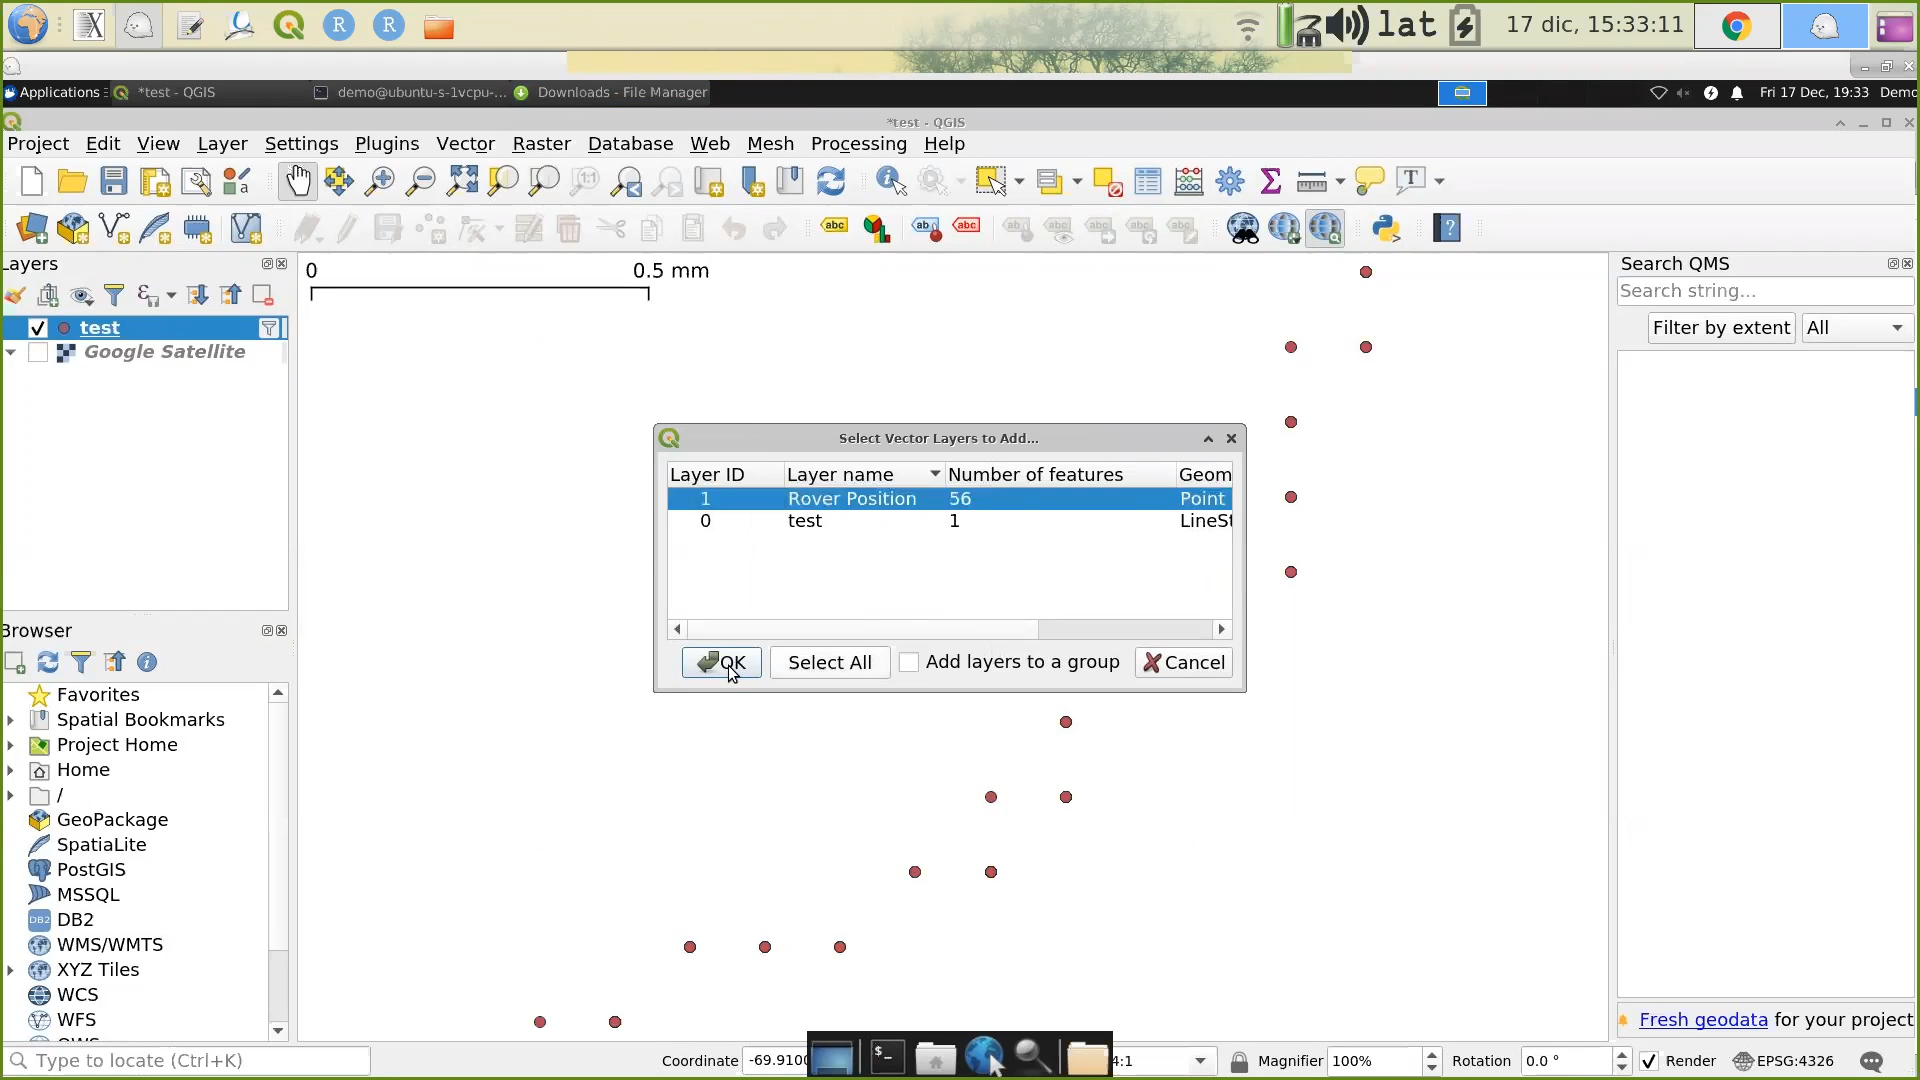 X
R
R
lat
17 dic, 15:33:11
Applications
*test - QGIS
demo@ubuntu-s-1vcpu-...
Downloads - File Manager
Fri 17 Dec, 19:33
Demo
*test - QGIS
Project
Edit
View
Layer
Settings
Plugins
Vector
Raster
Database
Web
Mesh
Processing
Help
Layers
test
Google Satellite
0
0.5 mm
Search QMS
Search string...
Filter by extent
All
Select Vector Layers to Add...
Layer ID
Layer name
Number of features
Geom
1
Rover Position
56
Point
0
test
1
LineSt
OK
Select All
Add layers to a group
Cancel
Browser
Favorites
Spatial Bookmarks
Project Home
Home
/
GeoPackage
SpatiaLite
PostGIS
MSSQL
DB2
WMS/WMTS
XYZ Tiles
WCS
WFS
Fresh geodata for your project
Type to locate (Ctrl+K)
Coordinate
-69.9100
4:1
Magnifier
100%
Rotation
0.0 °
Render
EPSG:4326